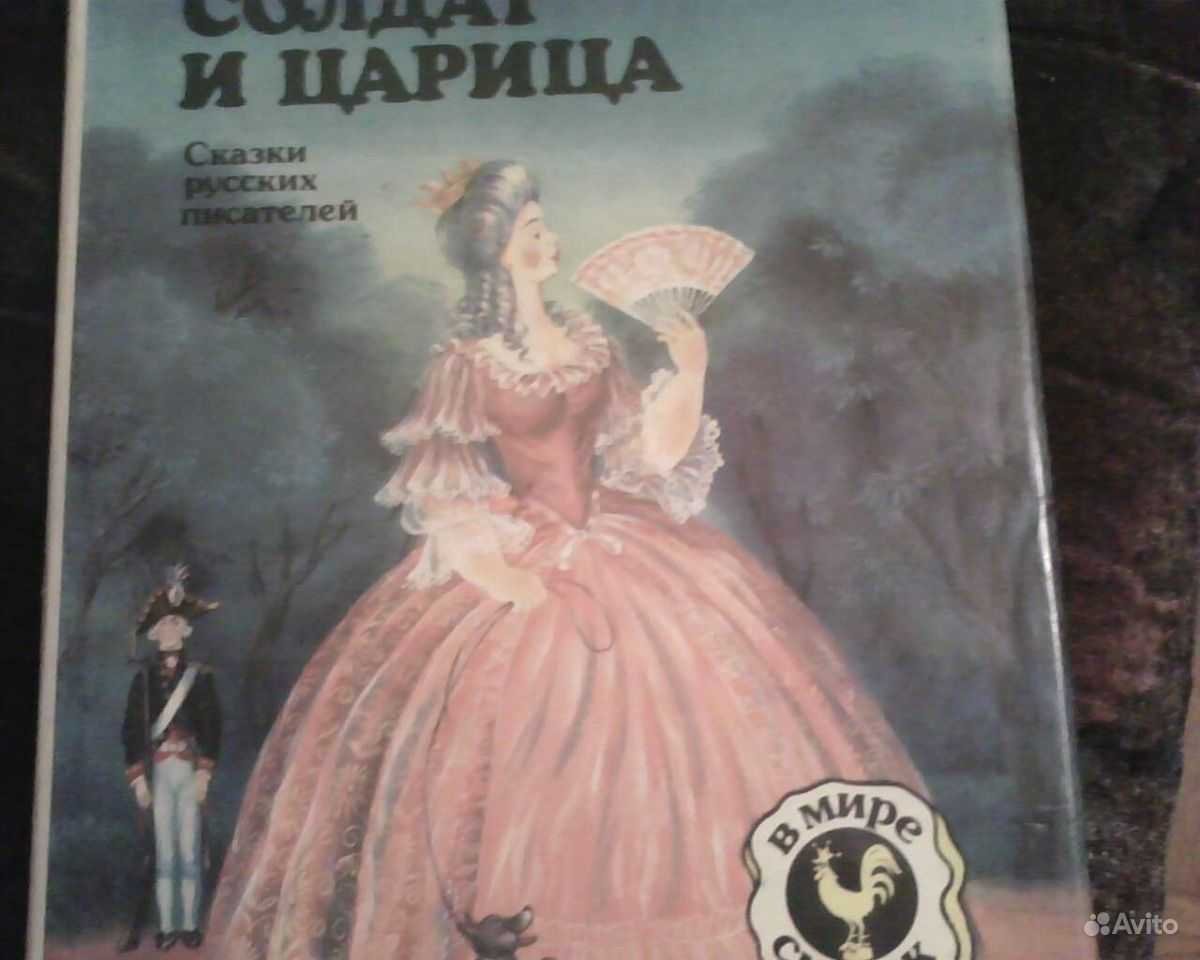 СОЛДАТ
И ЦАРИЦА
Сказки
русских
писателей
В МИРЕ
Avito